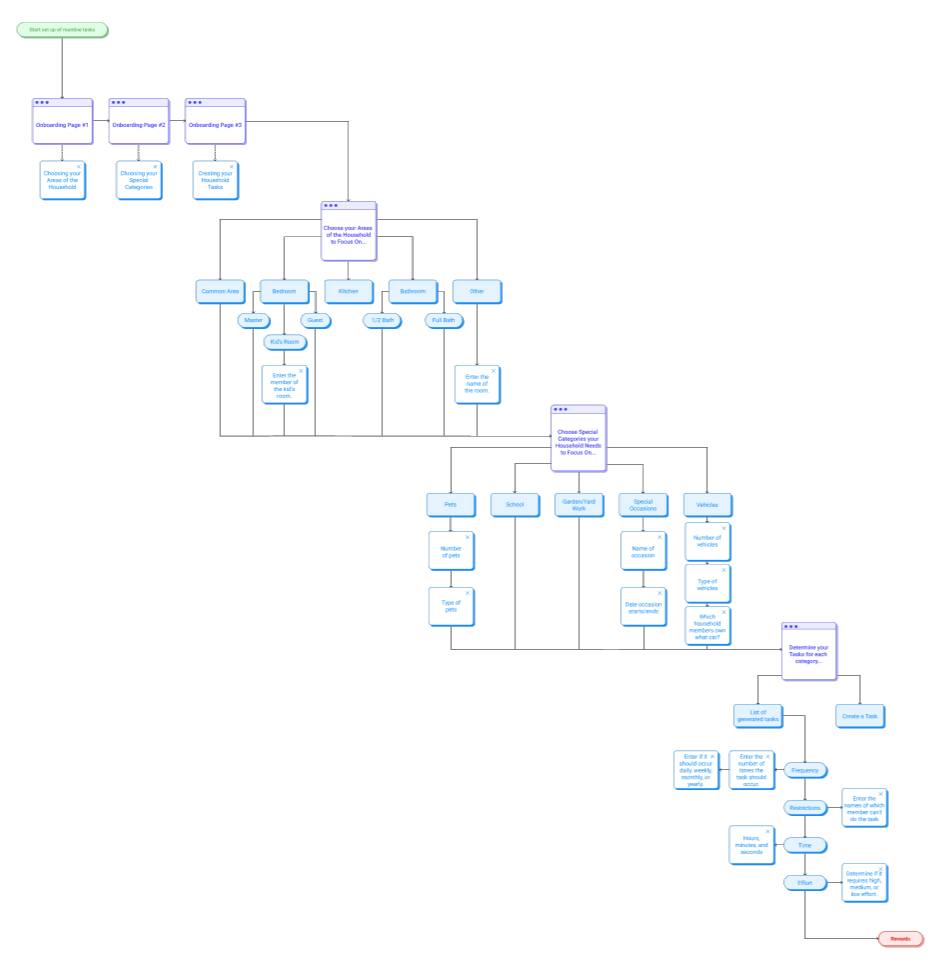 Start set up of maritine tasks
Onboarding Page #1
Onboarding Page #2
Onboarding Page #3
Choosing your
Areas of the
Household
Choosing your
Special
Categories
Creating your
Household
Tasks
Choose your Areas
of the Household
to Focus On...
Common Area
Bedroom
Kitchen
Bathroom
Other
Master
Guest
1/2 Bath
Full Bath
Kid's Room
Enter the
member of
the kid's
room.
Enter the
name of
the room.
Choose Special
Categories your
Household Needs
to Focus On...
Pets
School
Garden/Yard
Work
Special
Occasions
Vehicles
Number
of pets
Name of
occasion
Number of
vehicles
Type of
pets
Date occasion
starts/ends
Type of
vehicles
Which
household
members own
what car?
Determine your
Tasks for each
category...
List of
generated tasks
Create a Task
Enter if it
should occur
daily, weekly,
monthly, or
yearly.
Enter the
number of
times the
task should
occur.
Frequency
Restrictions
Enter the
names of which
member can't
do the task
Hours,
minutes, and
seconds
Time
Effort
Determine if it
requires high,
medium, or
low effort.
Rewards